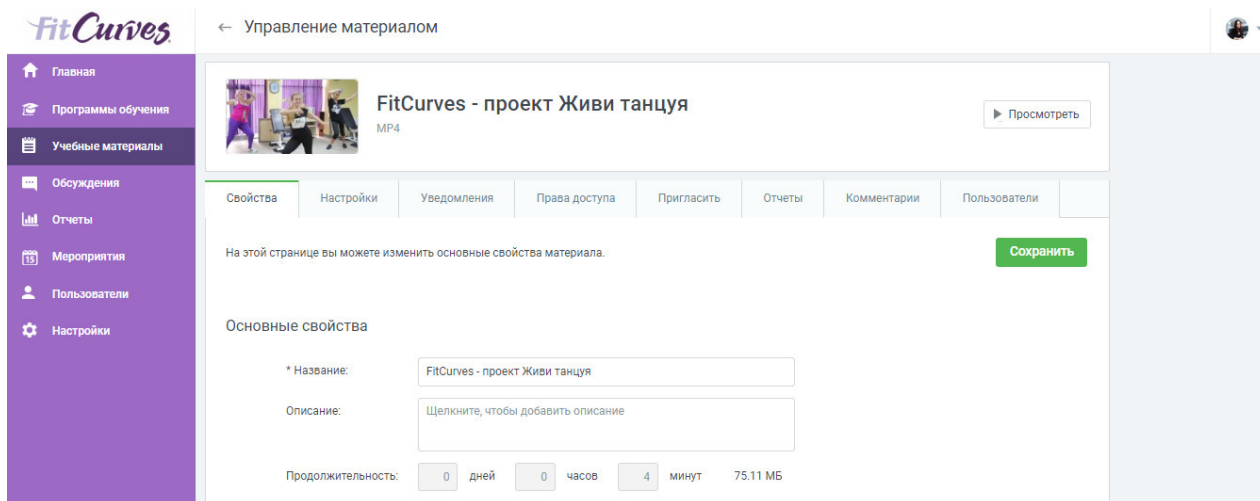 FitCurves
← Управление материалом
Главная
Программы обучения
Учебные материалы
Обсуждения
Отчеты
15 Мероприятия
Пользователи
Настройки
FitCurves - проект Живи танцуя
MP4
Просмотреть
Свойства Настройки Уведомления Права доступа Пригласить Отчеты Комментарии Пользователи
На этой странице вы можете изменить основные свойства материала.
Сохранить
Основные свойства
* Название: FitCurves - проект Живи танцуя
Описание: Щелкните, чтобы добавить описание
Продолжительность: 0 дней 0 часов 4 минут 75.11 МБ